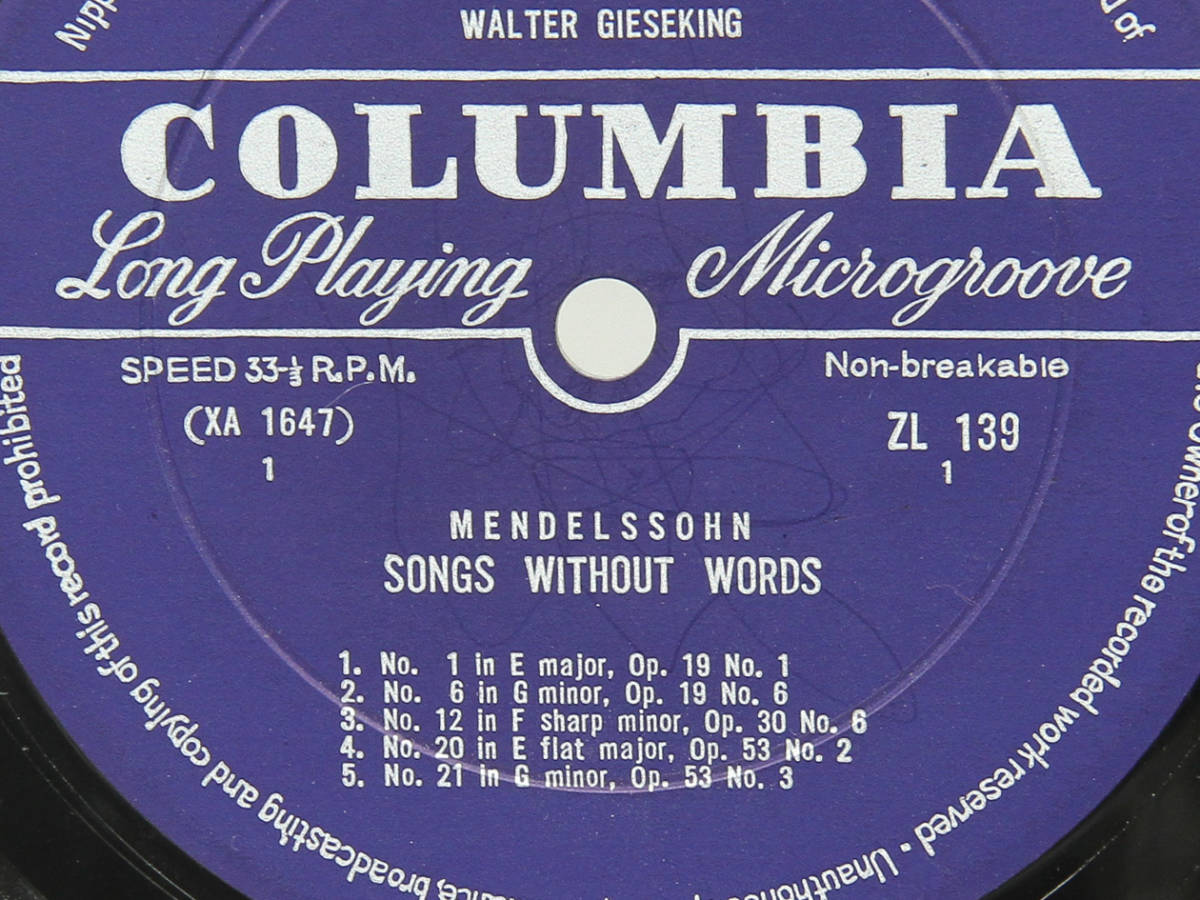 WALTER GIESEKING
COLUMBIA
Long Playing Microgroove
SPEED 33-⅓ R.P.M. Non-breakable
(XA 1647) ZL 139
1 1
MENDELSSOHN
SONGS WITHOUT WORDS
1. No. 1 in E major, Op. 19 No. 1
2. No. 6 in G minor, Op. 19 No. 6
3. No. 12 in F sharp minor, Op. 30 No. 6
4. No. 20 in E flat major, Op. 53 No. 2
5. No. 21 in G minor, Op. 53 No. 3
owner of the recorded work reserved •
broadcasting and copying of this record prohibited